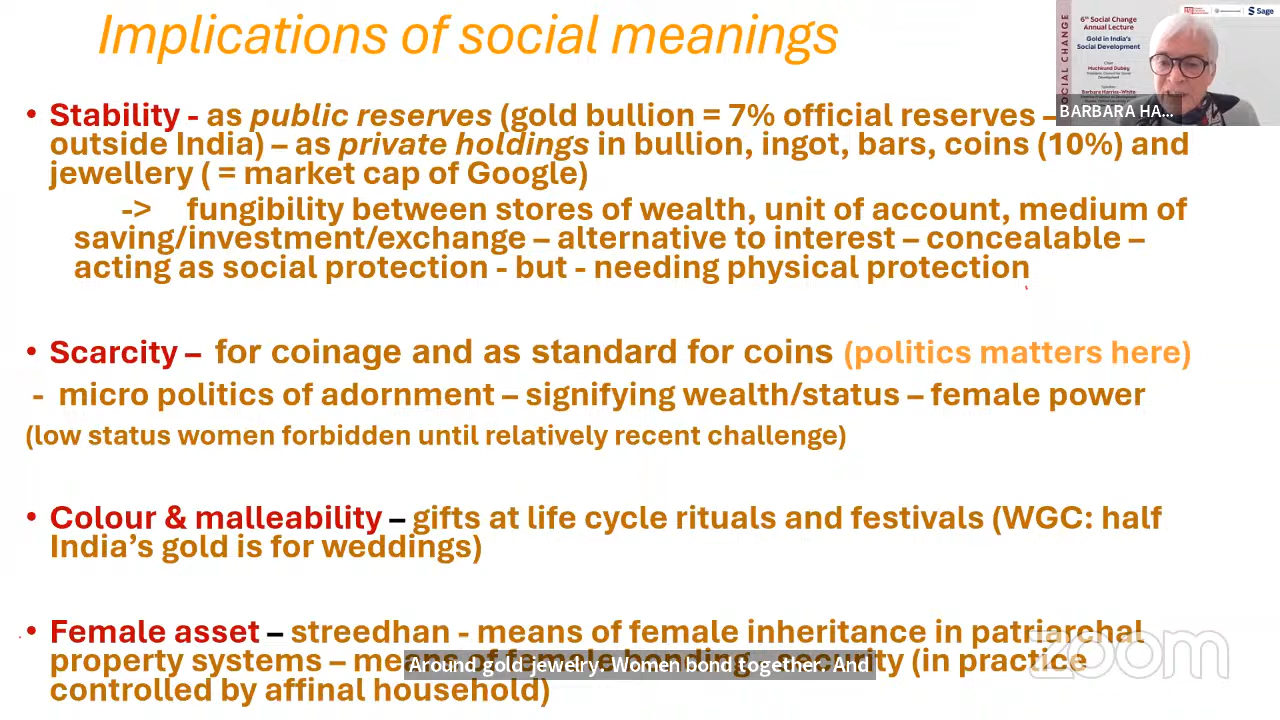 Implications of social meanings
• Stability - as public reserves (gold bullion = 7% official reserves –
outside India) – as private holdings in bullion, ingot, bars, coins (10%) and
jewellery ( = market cap of Google)
-> fungibility between stores of wealth, unit of account, medium of
saving/investment/exchange – alternative to interest – concealable –
acting as social protection - but - needing physical protection
• Scarcity – for coinage and as standard for coins (politics matters here)
- micro politics of adornment – signifying wealth/status – female power
(low status women forbidden until relatively recent challenge)
• Colour & malleability – gifts at life cycle rituals and festivals (WGC: half
India’s gold is for weddings)
• Female asset – streedhan - means of female inheritance in patriarchal
property systems – means of female bonding - security (in practice
controlled by affinal household)
Around gold jewelry. Women bond together. And
zoom
Sage
SOCIAL CHANGE
6th Social Change
Annual Lecture
Gold in India's
Social Development
Chair
Muchkund Dubey
Barbara Harriss-White
BARBARA HA...